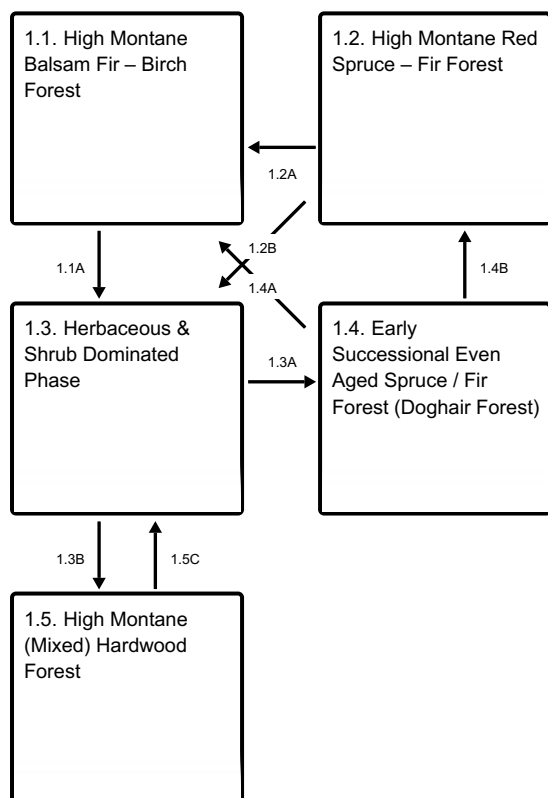 1.1. High Montane
Balsam Fir – Birch
Forest
1.2. High Montane Red
Spruce – Fir Forest
1.2A
1.2B
1.1A
1.4A
1.4B
1.3. Herbaceous &
Shrub Dominated
Phase
1.4. Early
Successional Even
Aged Spruce / Fir
Forest (Doghair Forest)
1.3A
1.3B
1.5C
1.5. High Montane
(Mixed) Hardwood
Forest